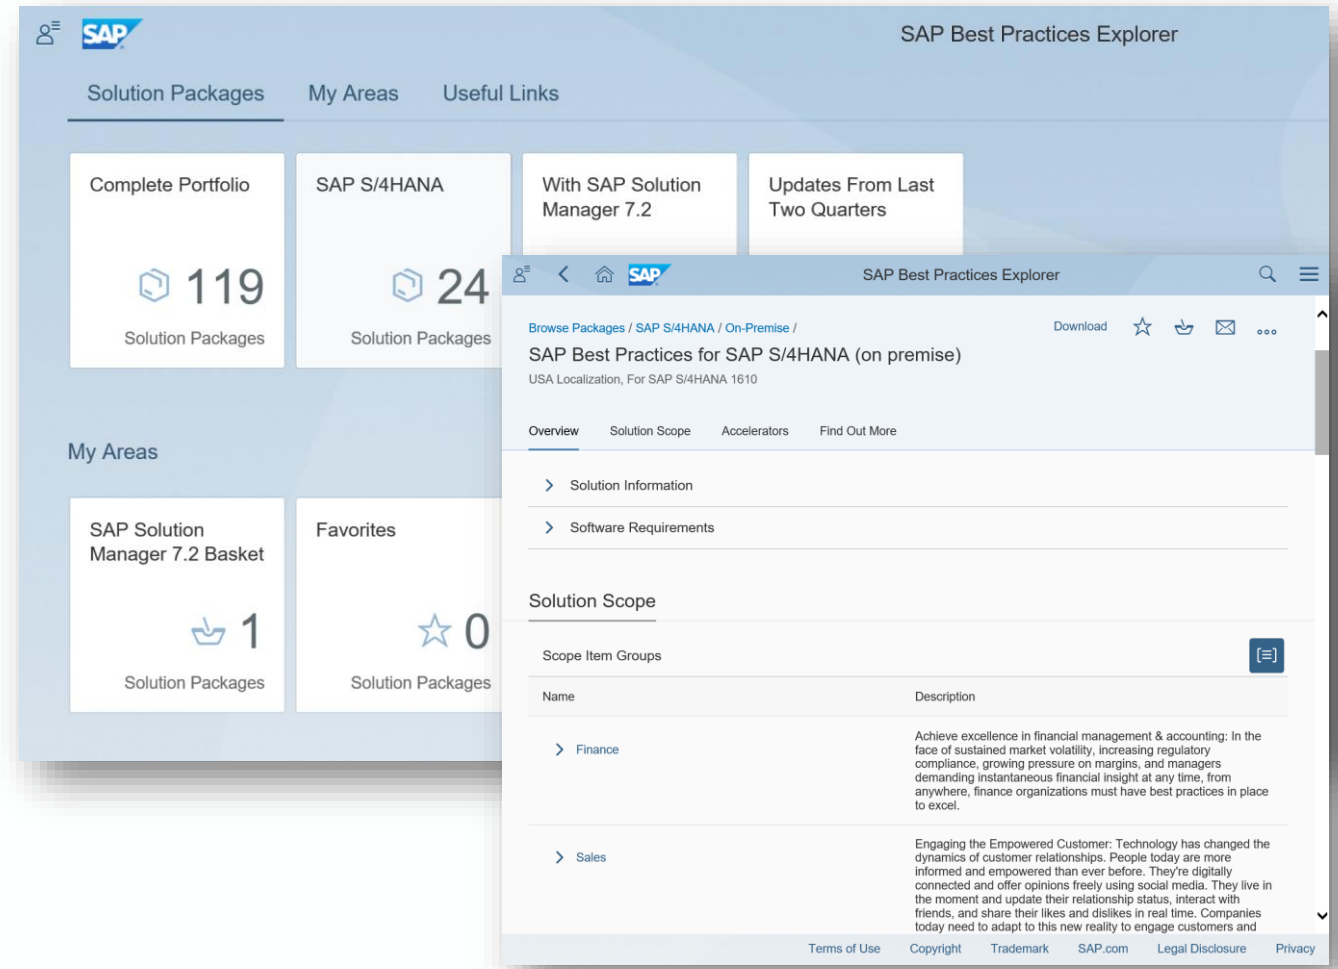 SAP
SAP Best Practices Explorer
Solution Packages
My Areas
Useful Links
Complete Portfolio
119
Solution Packages
SAP S/4HANA
24
Solution Packages
With SAP Solution
Manager 7.2
Updates From Last
Two Quarters
My Areas
SAP Solution
Manager 7.2 Basket
1
Solution Packages
Favorites
0
Solution Packages
SAP
SAP Best Practices Explorer
Browse Packages / SAP S/4HANA / On-Premise /
Download
SAP Best Practices for SAP S/4HANA (on premise)
USA Localization, For SAP S/4HANA 1610
Overview
Solution Scope
Accelerators
Find Out More
Solution Information
Software Requirements
Solution Scope
Scope Item Groups
Name
Description
Finance
Achieve excellence in financial management & accounting: In the
face of sustained market volatility, increasing regulatory
compliance, growing pressure on margins, and managers
demanding instantaneous financial insight at any time, from
anywhere, finance organizations must have best practices in place
to excel.
Sales
Engaging the Empowered Customer: Technology has changed the
dynamics of customer relationships. People today are more
informed and empowered than ever before. They're digitally
connected and offer opinions freely using social media. They live in
the moment and update their relationship status, interact with
friends, and share their likes and dislikes in real time. Companies
today need to adapt to this new reality to engage customers and
Terms of Use
Copyright
Trademark
SAP.com
Legal Disclosure
Privacy